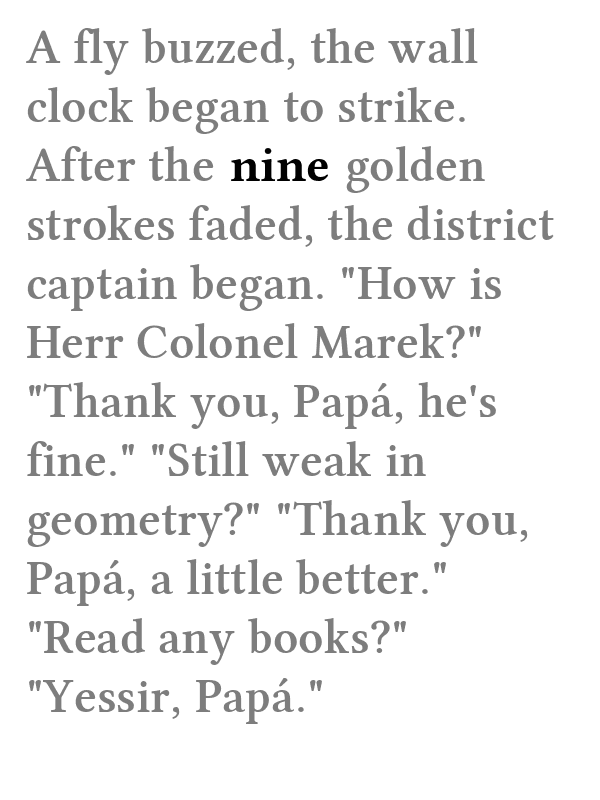 A fly buzzed, the wall
clock began to strike.
After the nine golden
strokes faded, the district
captain began. "How is
Herr Colonel Marek?"
"Thank you, Papá, he's
fine." "Still weak in
geometry?" "Thank you,
Papá, a little better."
"Read any books?"
"Yessir, Papá."